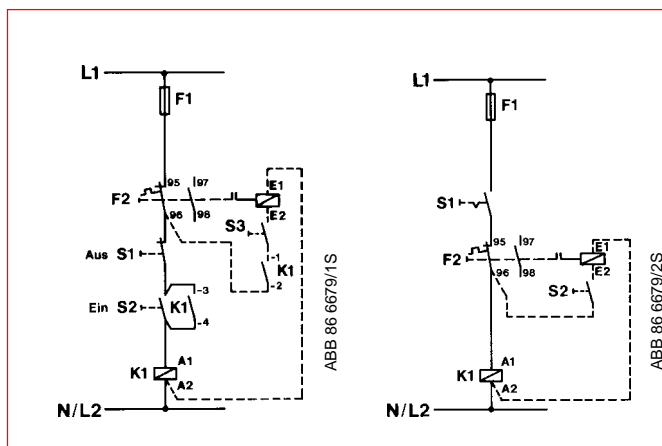 L1
F1
95
97
E1
F2
96
98
E2
S3
Aus S1
-1
K1
-2
-3
Ein S2
K1
-4
A1
K1
A2
N/L2
ABB 86 6679/1S
L1
F1
S1
95
97
E1
F2
96
98
E2
S2
A1
K1
A2
N/L2
ABB 86 6679/2S